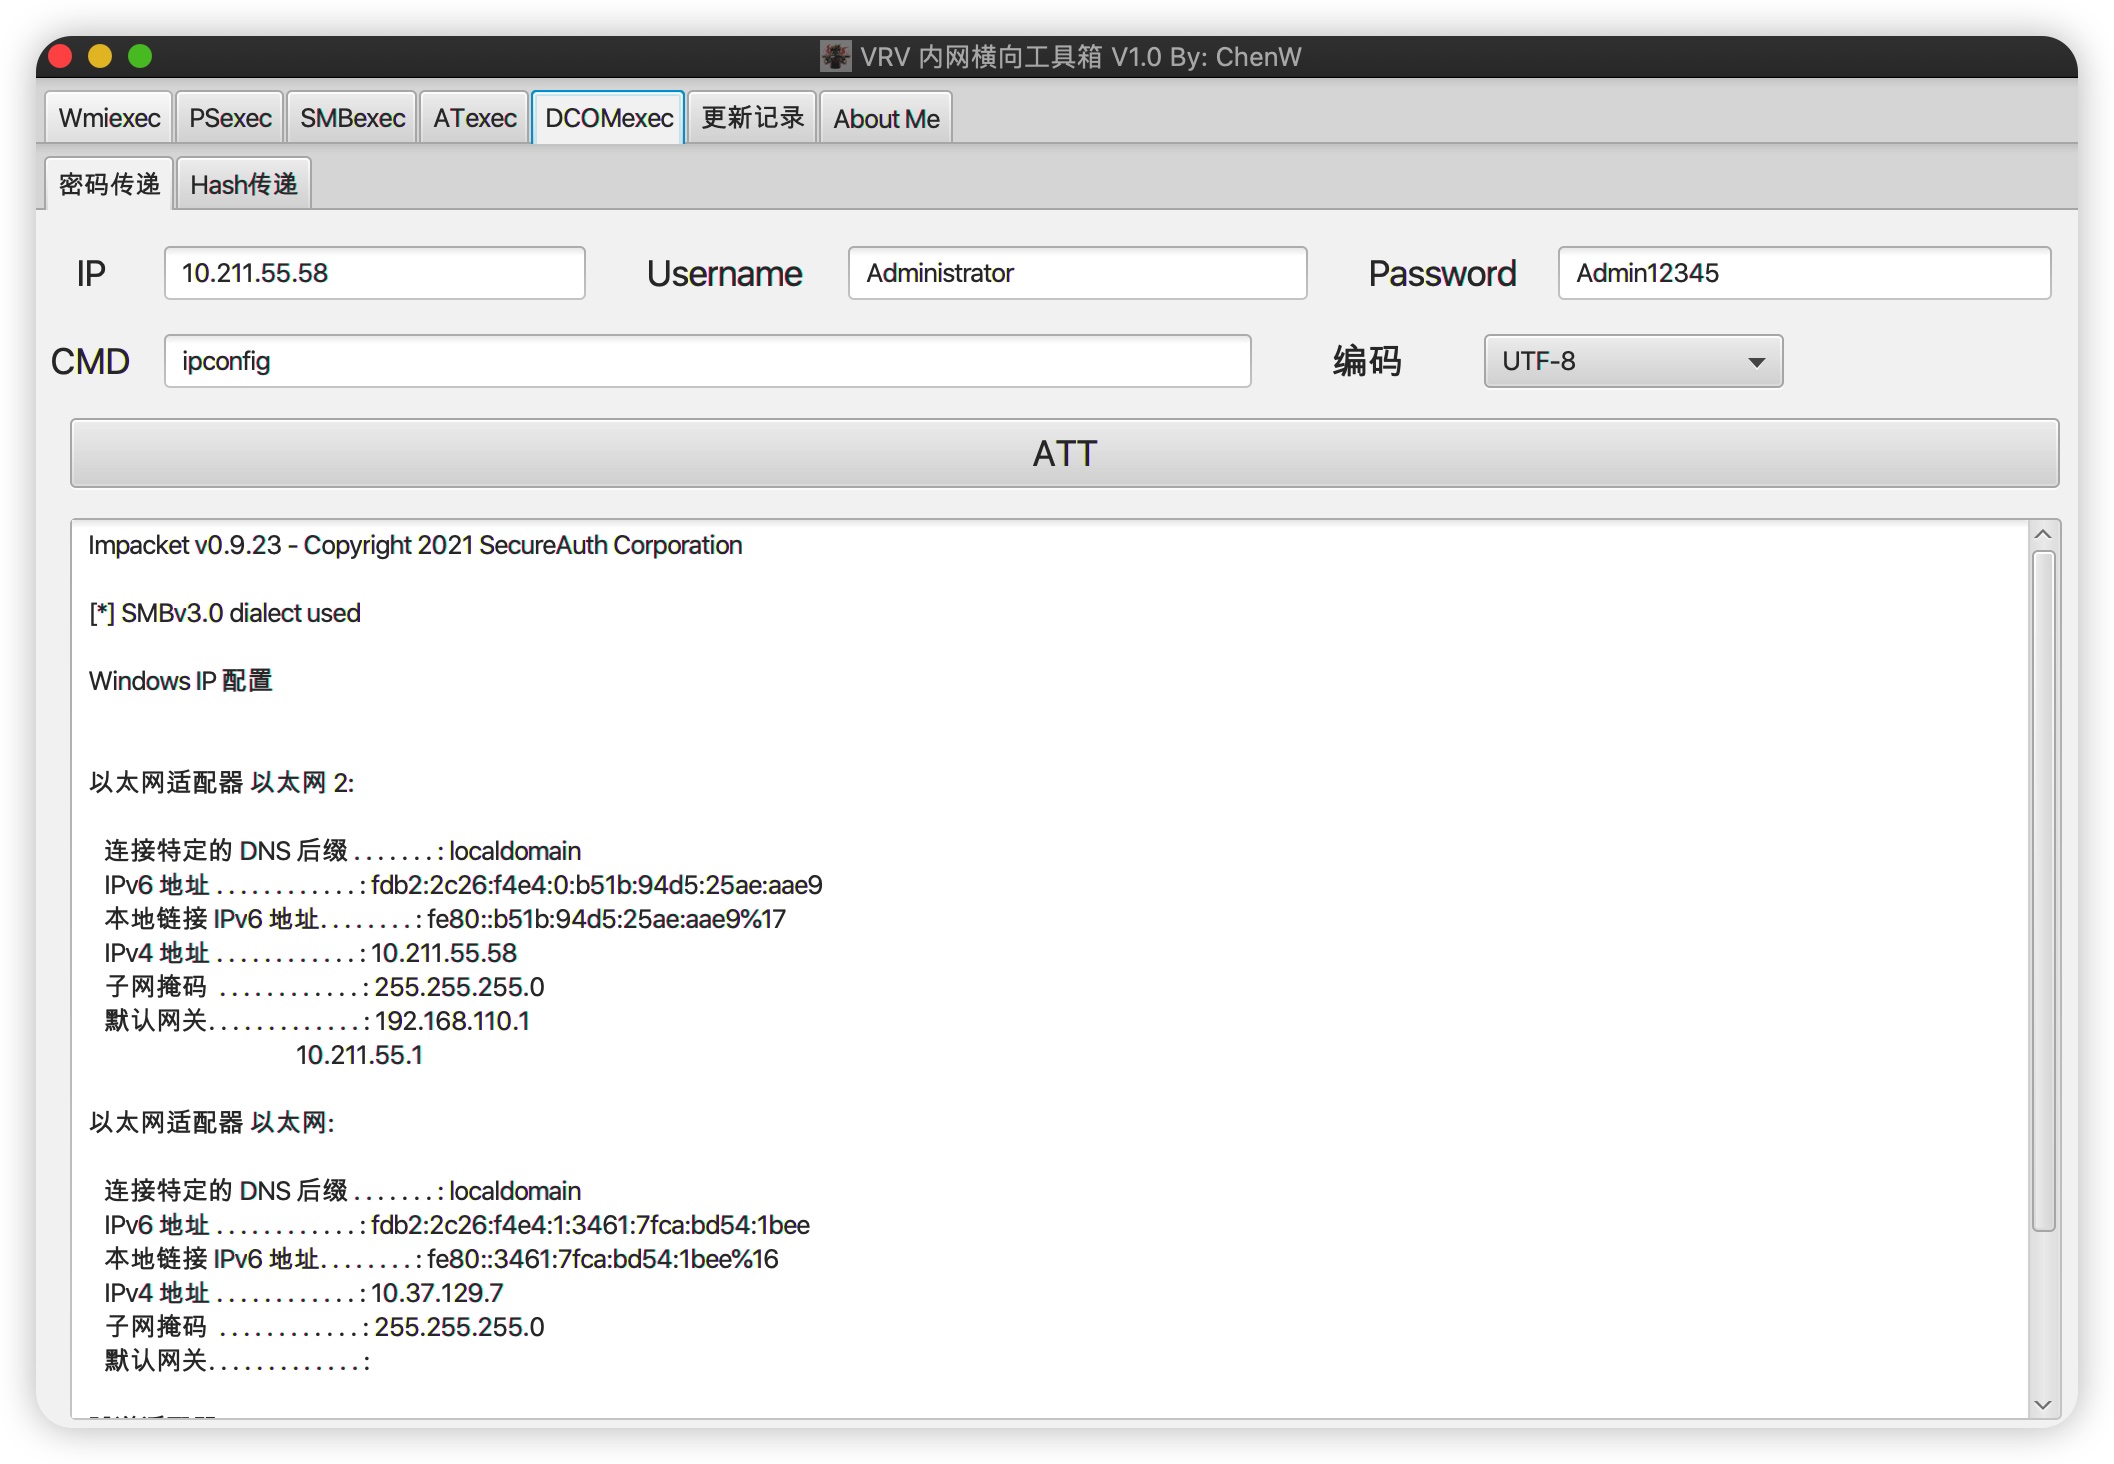 VRV 内网横向工具箱 V1.0 By: ChenW
Wmiexec PSexec SMBexec ATexec DCOMexec 更新记录 About Me
密码传递 Hash传递
IP 10.211.55.58 Username Administrator Password Admin12345
CMD ipconfig 编码 UTF-8
ATT
Impacket v0.9.23 - Copyright 2021 SecureAuth Corporation
[*] SMBv3.0 dialect used
Windows IP 配置
以太网适配器 以太网 2:
连接特定的 DNS 后缀 . . . . . . . : localdomain
IPv6 地址 . . . . . . . . . . . . : fdb2:2c26:f4e4:0:b51b:94d5:25ae:aae9
本地链接 IPv6 地址. . . . . . . . : fe80::b51b:94d5:25ae:aae9%17
IPv4 地址 . . . . . . . . . . . . : 10.211.55.58
子网掩码 . . . . . . . . . . . . : 255.255.255.0
默认网关. . . . . . . . . . . . . : 192.168.110.1
10.211.55.1
以太网适配器 以太网:
连接特定的 DNS 后缀 . . . . . . . : localdomain
IPv6 地址 . . . . . . . . . . . . : fdb2:2c26:f4e4:1:3461:7fca:bd54:1bee
本地链接 IPv6 地址. . . . . . . . : fe80::3461:7fca:bd54:1bee%16
IPv4 地址 . . . . . . . . . . . . : 10.37.129.7
子网掩码 . . . . . . . . . . . . : 255.255.255.0
默认网关. . . . . . . . . . . . . :